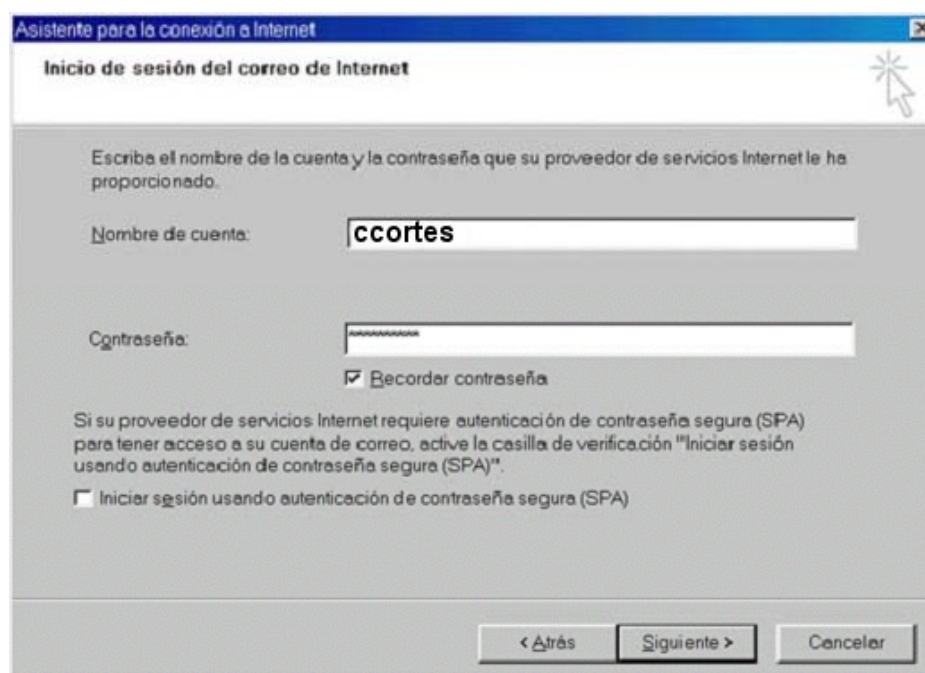 Asistente para la conexión a Internet
Inicio de sesión del correo de Internet
Escriba el nombre de la cuenta y la contraseña que su proveedor de servicios Internet le ha
proporcionado.
Nombre de cuenta:
ccortes
Contraseña:
**********
Recordar contraseña
Si su proveedor de servicios Internet requiere autenticación de contraseña segura (SPA)
para tener acceso a su cuenta de correo, active la casilla de verificación "Iniciar sesión
usando autenticación de contraseña segura (SPA)".
Iniciar sesión usando autenticación de contraseña segura (SPA)
< Atrás
Siguiente >
Cancelar